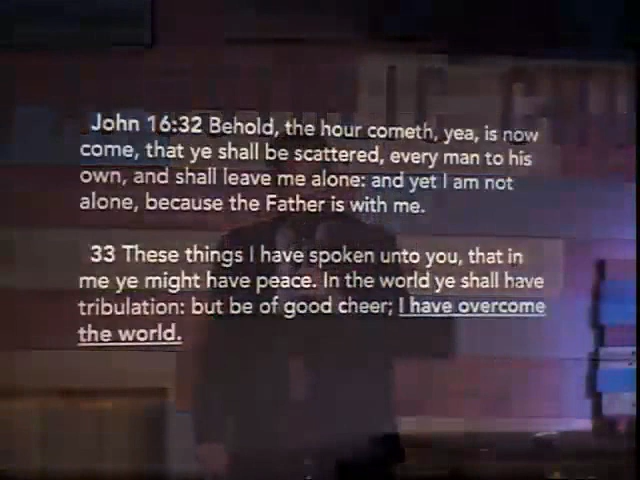 John 16:32 Behold, the hour cometh, yea, is now
come, that ye shall be scattered, every man to his
own, and shall leave me alone: and yet I am not
alone, because the Father is with me.
33 These things I have spoken unto you, that in
me ye might have peace. In the world ye shall have
tribulation: but be of good cheer; I have overcome
the world.